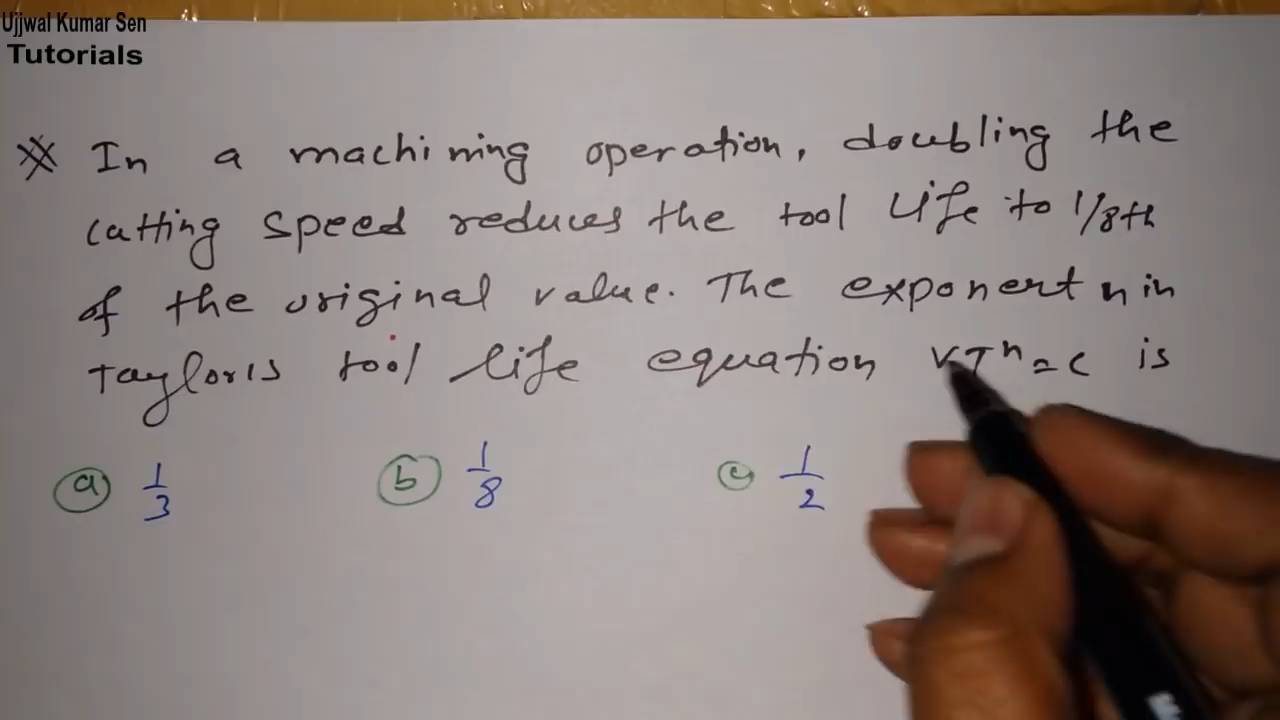 Ujjwal Kumar Sen
Tutorials
In a machining operation, doubling the
cutting speed reduces the tool life to 1/8th
of the original value. The exponent n in
Taylor's tool life equation VTⁿ = C is
(a) 1/3 (b) 1/8 (c) 1/2